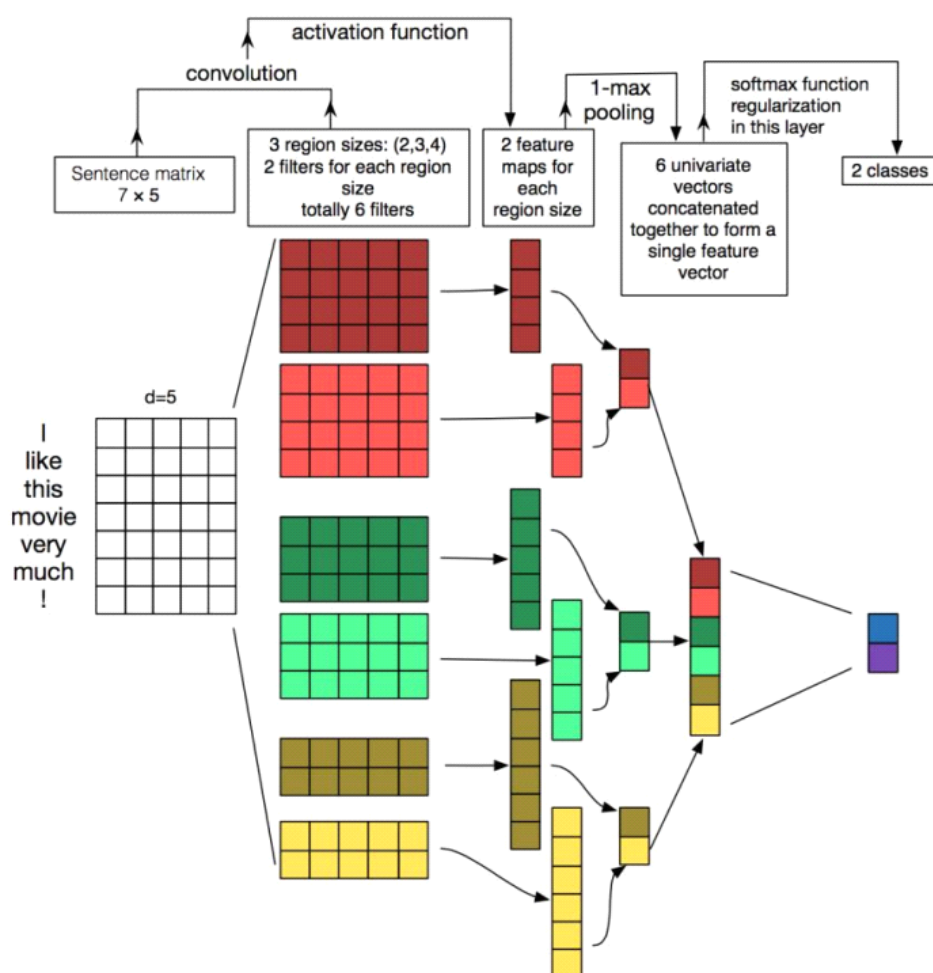 activation function
convolution
1-max
pooling
softmax function
regularization
in this layer
Sentence matrix
7 × 5
3 region sizes: (2,3,4)
2 filters for each region
size
totally 6 filters
2 feature
maps for
each
region size
6 univariate
vectors
concatenated
together to form a
single feature
vector
2 classes
d=5
I
like
this
movie
very
much
!